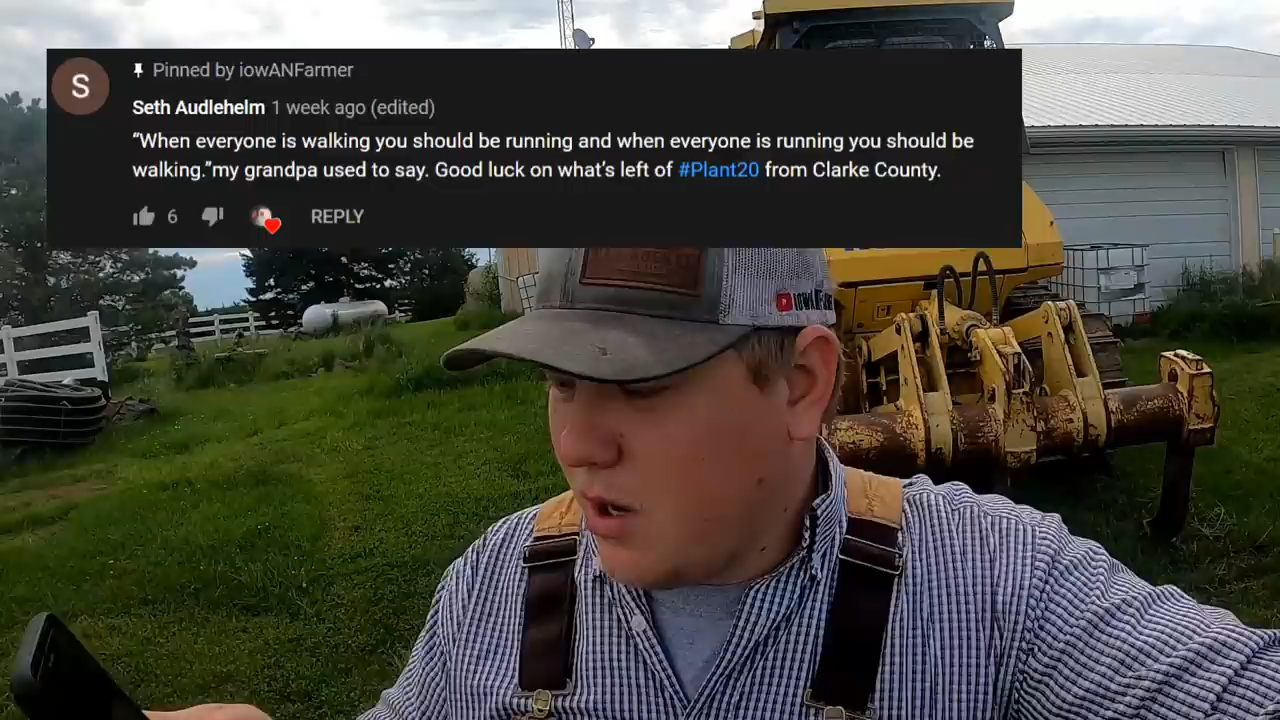 S
Pinned by iowANFarmer
Seth Audlehelm 1 week ago (edited)
“When everyone is walking you should be running and when everyone is running you should
walking.”my grandpa used to say. Good luck on what’s left of #Plant20 from Clarke County.
6 REPLY